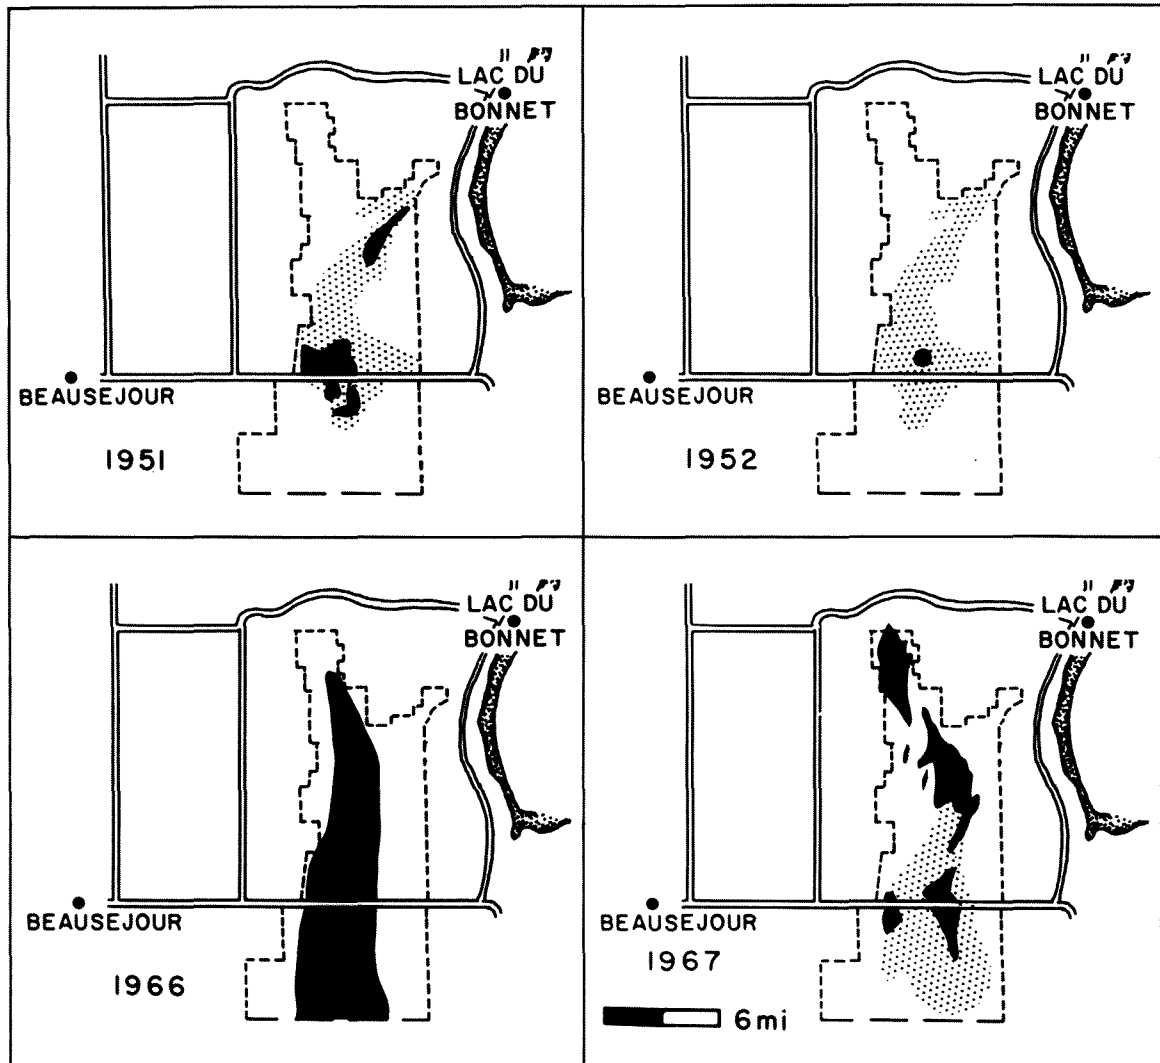 LAC DU
BONNET
BEAUSEJOUR
1951
LAC DU
BONNET
BEAUSEJOUR
1952
LAC DU
BONNET
BEAUSEJOUR
1966
LAC DU
BONNET
BEAUSEJOUR
1967
6mi